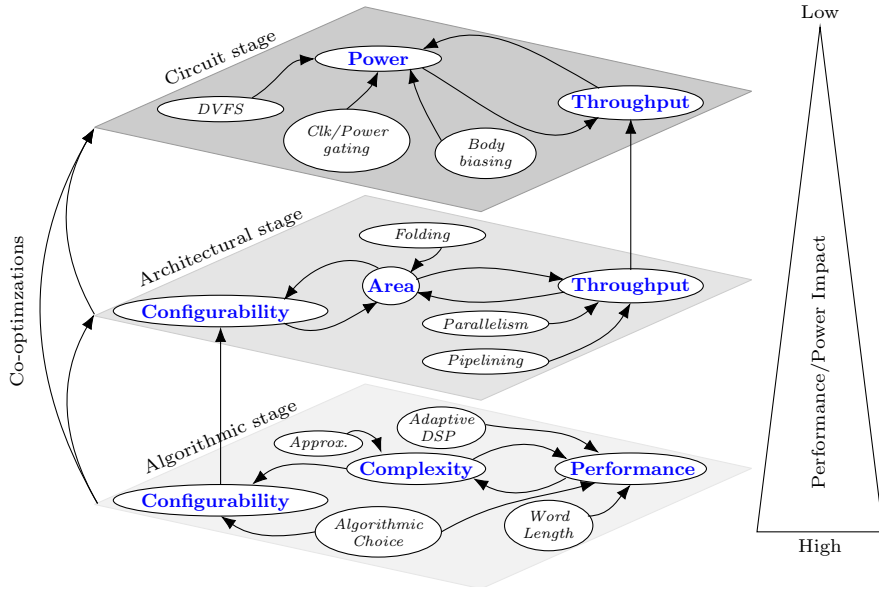 Low
Circuit stage
Power
DVFS
Throughput
Clk/Power
gating
Body
biasing
Architectural stage
Folding
Area
Throughput
Configurability
Parallelism
Pipelining
Co-optimzations
Performance/Power Impact
Algorithmic stage
Adaptive
DSP
Approx.
Complexity
Performance
Configurability
Algorithmic
Choice
Word
Length
High